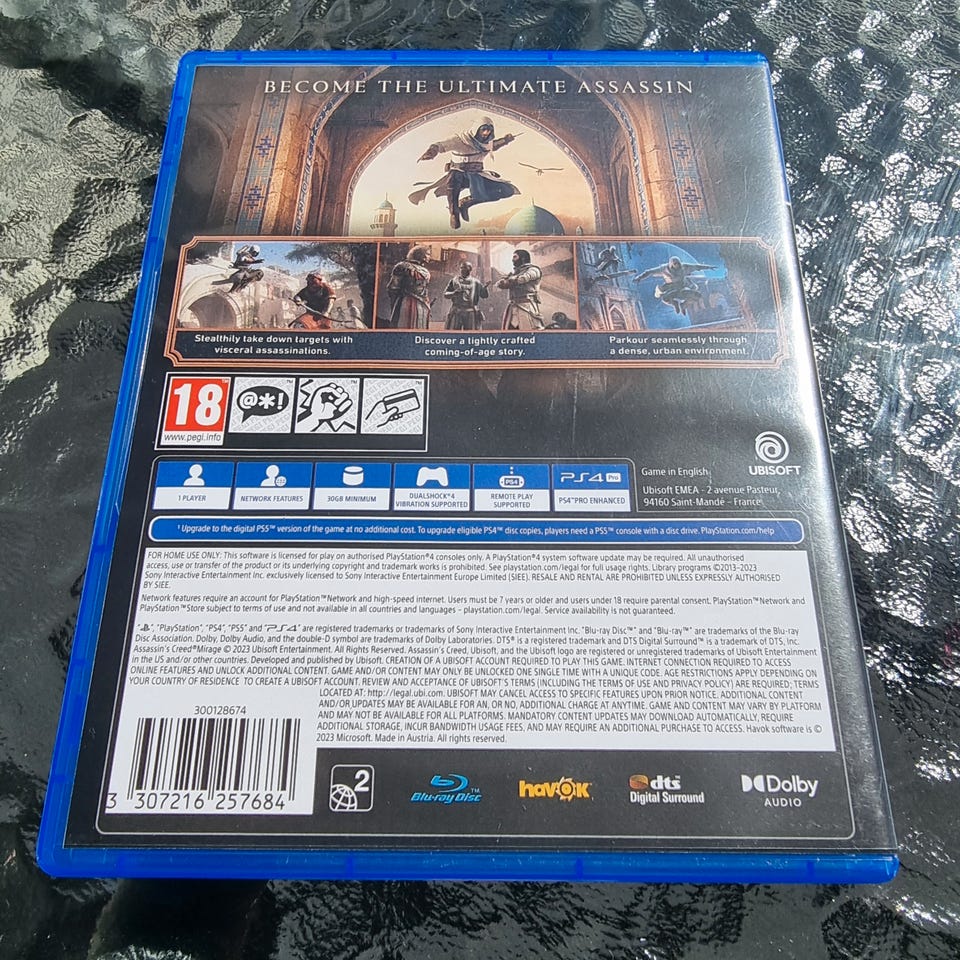 BECOME THE ULTIMATE ASSASSIN
Stealthily take down targets with
visceral assassinations.
Discover a tightly crafted
coming-of-age story.
Parkour seamlessly through
a dense, urban environment.
18
www.pegi.info
@*!
UBISOFT
1 PLAYER
NETWORK FEATURES
30GB MINIMUM
DUALSHOCK®4
VIBRATION SUPPORTED
PS4
REMOTE PLAY
SUPPORTED
PS4 Pro
PS4™PRO ENHANCED
Game in English
Ubisoft EMEA - 2 avenue Pasteur,
94160 Saint-Mandé - France
¹ Upgrade to the digital PS5™ version of the game at no additional cost. To upgrade eligible PS4™ disc copies, players need a PS5™ console with a disc drive. PlayStation.com/help
FOR HOME USE ONLY: This software is licensed for play on authorised PlayStation®4 consoles only. A PlayStation®4 system software update may be required. All unauthorised
access, use or transfer of the product or its underlying copyright and trademark works is prohibited. See playstation.com/legal for full usage rights. Library programs ©2013-2023
Sony Interactive Entertainment Inc. exclusively licensed to Sony Interactive Entertainment Europe Limited (SIEE). RESALE AND RENTAL ARE PROHIBITED UNLESS EXPRESSLY AUTHORISED
BY SIEE.
Network features require an account for PlayStation™Network and high-speed internet. Users must be 7 years or older and users under 18 require parental consent. PlayStation™Network and
PlayStation™Store subject to terms of use and not available in all countries and languages – playstation.com/legal. Service availability is not guaranteed.
"PlayStation", "PS4", "PS5" and "PS4" are registered trademarks or trademarks of Sony Interactive Entertainment Inc. "Blu-ray Disc™" and "Blu-ray™" are the trademarks of the Blu-ray
Disc Association. Dolby, Dolby Audio, and the double-D symbol are trademarks of Dolby Laboratories. DTS® is a registered trademark and DTS Digital Surround™ is a trademark of DTS, Inc.
Assassin's Creed®Mirage © 2023 Ubisoft Entertainment. All Rights Reserved. Assassin's Creed, Ubisoft, and the Ubisoft logo are registered or unregistered trademarks of Ubisoft Entertainment
in the US and/or other countries. Developed and published by Ubisoft. CREATION OF A UBISOFT ACCOUNT REQUIRED TO PLAY THIS GAME. INTERNET CONNECTION REQUIRED TO ACCESS
ONLINE FEATURES AND UNLOCK ADDITIONAL CONTENT. GAME AND/OR CONTENT MAY ONLY BE UNLOCKED ONE SINGLE TIME WITH A UNIQUE CODE. AGE RESTRICTIONS APPLY DEPENDING ON
YOUR COUNTRY OF RESIDENCE. TO CREATE A UBISOFT ACCOUNT, REVIEW AND ACCEPTANCE OF UBISOFT'S TERMS (INCLUDING THE TERMS OF USE AND PRIVACY POLICY) ARE REQUIRED; TERMS
LOCATED AT: http://legal.ubi.com. UBISOFT MAY CANCEL ACCESS TO SPECIFIC FEATURES UPON PRIOR NOTICE. ADDITIONAL CONTENT
AND/OR UPDATES MAY BE AVAILABLE FOR AN, OR NO, ADDITIONAL CHARGE AT ANYTIME. GAME AND CONTENT MAY VARY BY PLATFORM
AND MAY NOT BE AVAILABLE FOR ALL PLATFORMS. MANDATORY CONTENT UPDATES MAY DOWNLOAD AUTOMATICALLY, REQUIRE
ADDITIONAL STORAGE, INCUR BANDWIDTH USAGE FEES, AND MAY REQUIRE AN ADDITIONAL PURCHASE TO ACCESS. Havok software is ©
2023 Microsoft. Made in Austria. All rights reserved.
300128674
3 307216 257684
2
Blu-ray Disc™
havok
dts
Digital Surround
Dolby
AUDIO